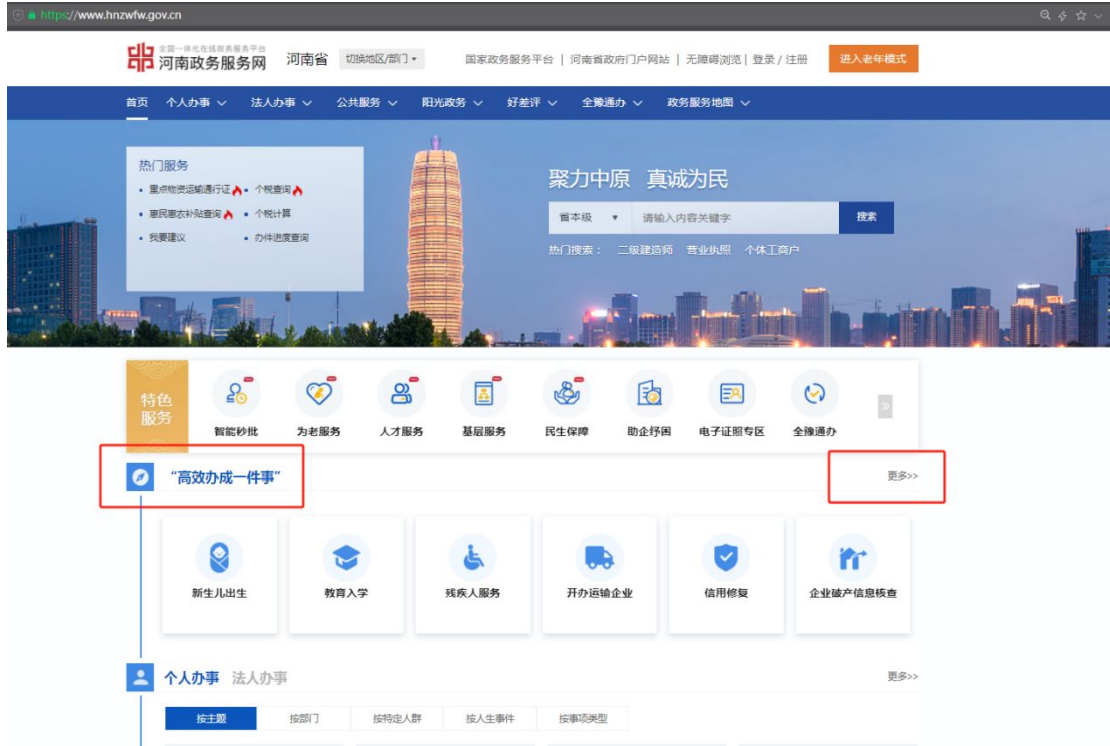 https://www.hnzwfw.gov.cn
全国一体化在线政务服务平台
河南政务服务网
河南省
切换地区/部门
国家政务服务平台 | 河南省政府门户网站 | 无障碍浏览 | 登录 / 注册
进入老年模式
首页 个人办事 法人办事 公共服务 阳光政务 好差评 全豫通办 政务服务地图
热门服务
• 重点物资运输通行证 • 个税查询
• 惠民惠农补贴查询 • 个税计算
• 我要建议 • 办件进度查询
聚力中原 真诚为民
省本级 请输入内容关键字 搜索
热门搜索： 二级建造师 营业执照 个体工商户
特色
服务
智能秒批 为老服务 人才服务 基层服务 民生保障 助企纾困 电子证照专区 全豫通办
“高效办成一件事” 更多>>
新生儿出生 教育入学 残疾人服务 开办运输企业 信用修复 企业破产信息核查
个人办事 法人办事 更多>>
按主题 按部门 按特定人群 按人生事件 按事项类型